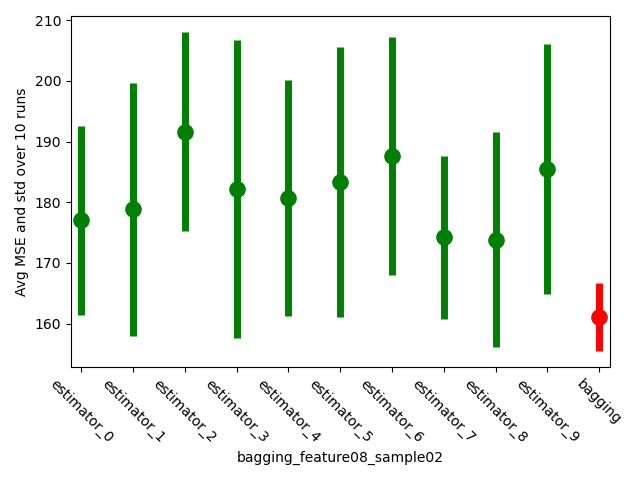 210
200
190
180
170
160
Avg MSE and std over 10 runs
estimator_0
estimator_1
estimator_2
estimator_3
estimator_4
estimator_5
estimator_6
estimator_7
estimator_8
estimator_9
bagging
bagging_feature08_sample02